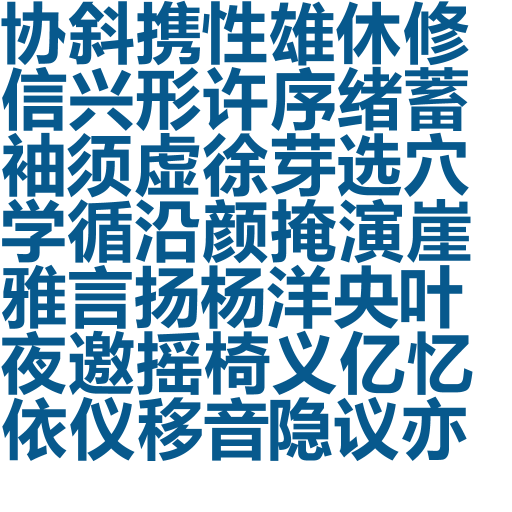 协斜携性雄休修
信兴形许序绪蓄
袖须虚徐芽选穴
学循沿颜掩演崖
雅言扬杨洋央叶
夜邀摇椅义亿忆
依仪移音隐议亦